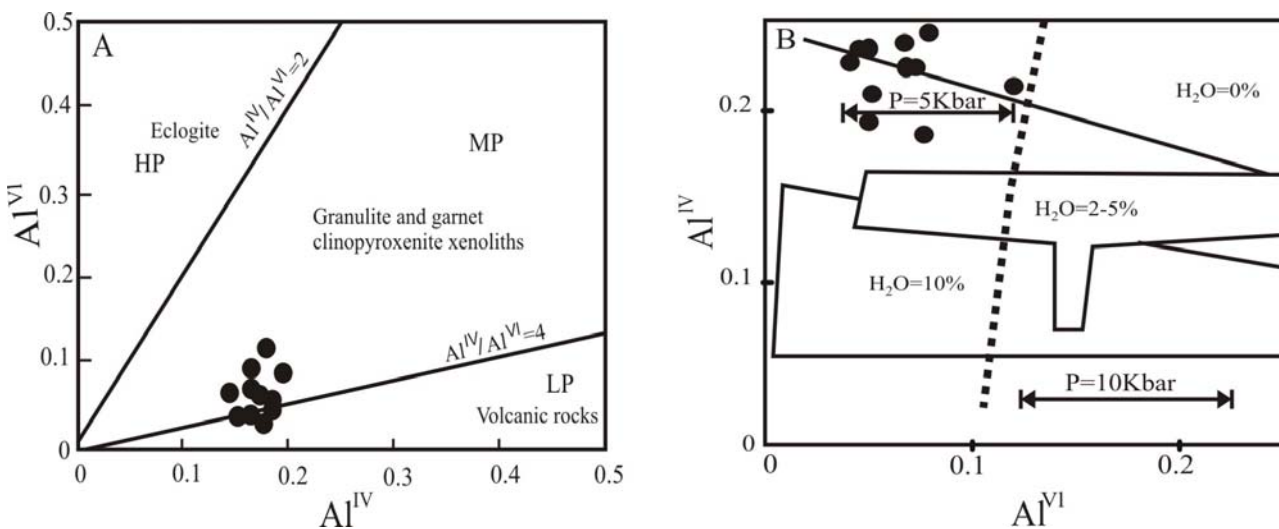 A
0.5
0.4
0.3
0.2
0.1
0
Al^VI
Eclogite
HP
Al^IV/Al^VI=2
MP
Granulite and garnet
clinopyroxenite xenoliths
Al^IV/Al^VI=4
LP
Volcanic rocks
0
0.1
0.2
0.3
0.4
0.5
Al^IV
B
0.2
0.1
0
Al^IV
P=5Kbar
H₂O=0%
H₂O=2-5%
H₂O=10%
P=10Kbar
0
0.1
0.2
Al^VI